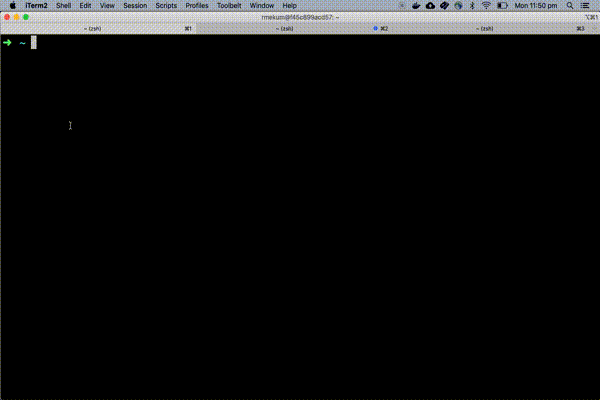 iTerm2 Shell Edit View Session Scripts Profiles Toolbelt Window Help Mon 11:50 pm
rmekum@f45c899acd57: ~ ⌥⌘1
~ (zsh) ⌘1 ~ (zsh) ⌘2 ~ (zsh) ⌘3
➜ ~